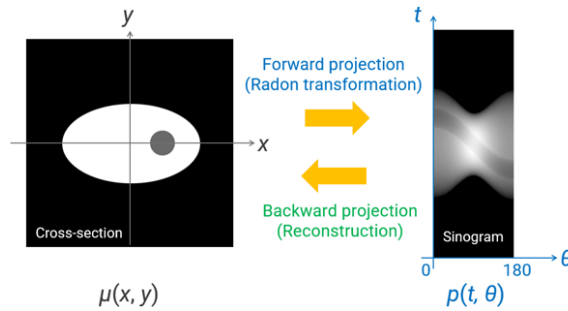 y
x
Cross-section
μ(x, y)
Forward projection
(Radon transformation)
Backward projection
(Reconstruction)
t
Sinogram
0
180
θ
p(t, θ)